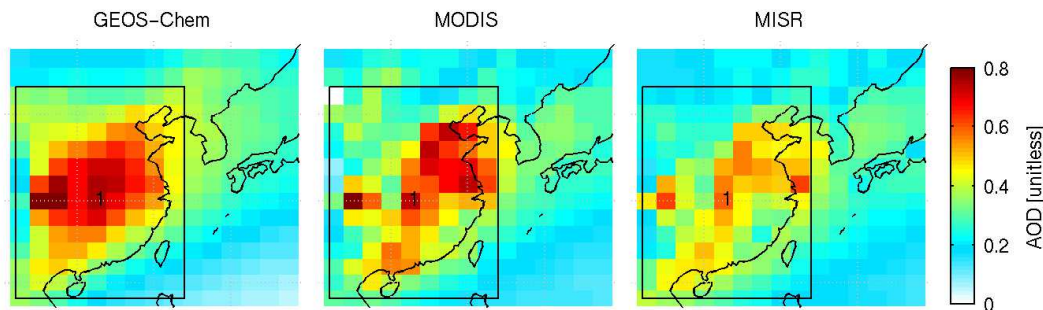 GEOS-Chem
MODIS
MISR
1
1
1
0.8
0.6
0.4
0.2
0
AOD [unitless]